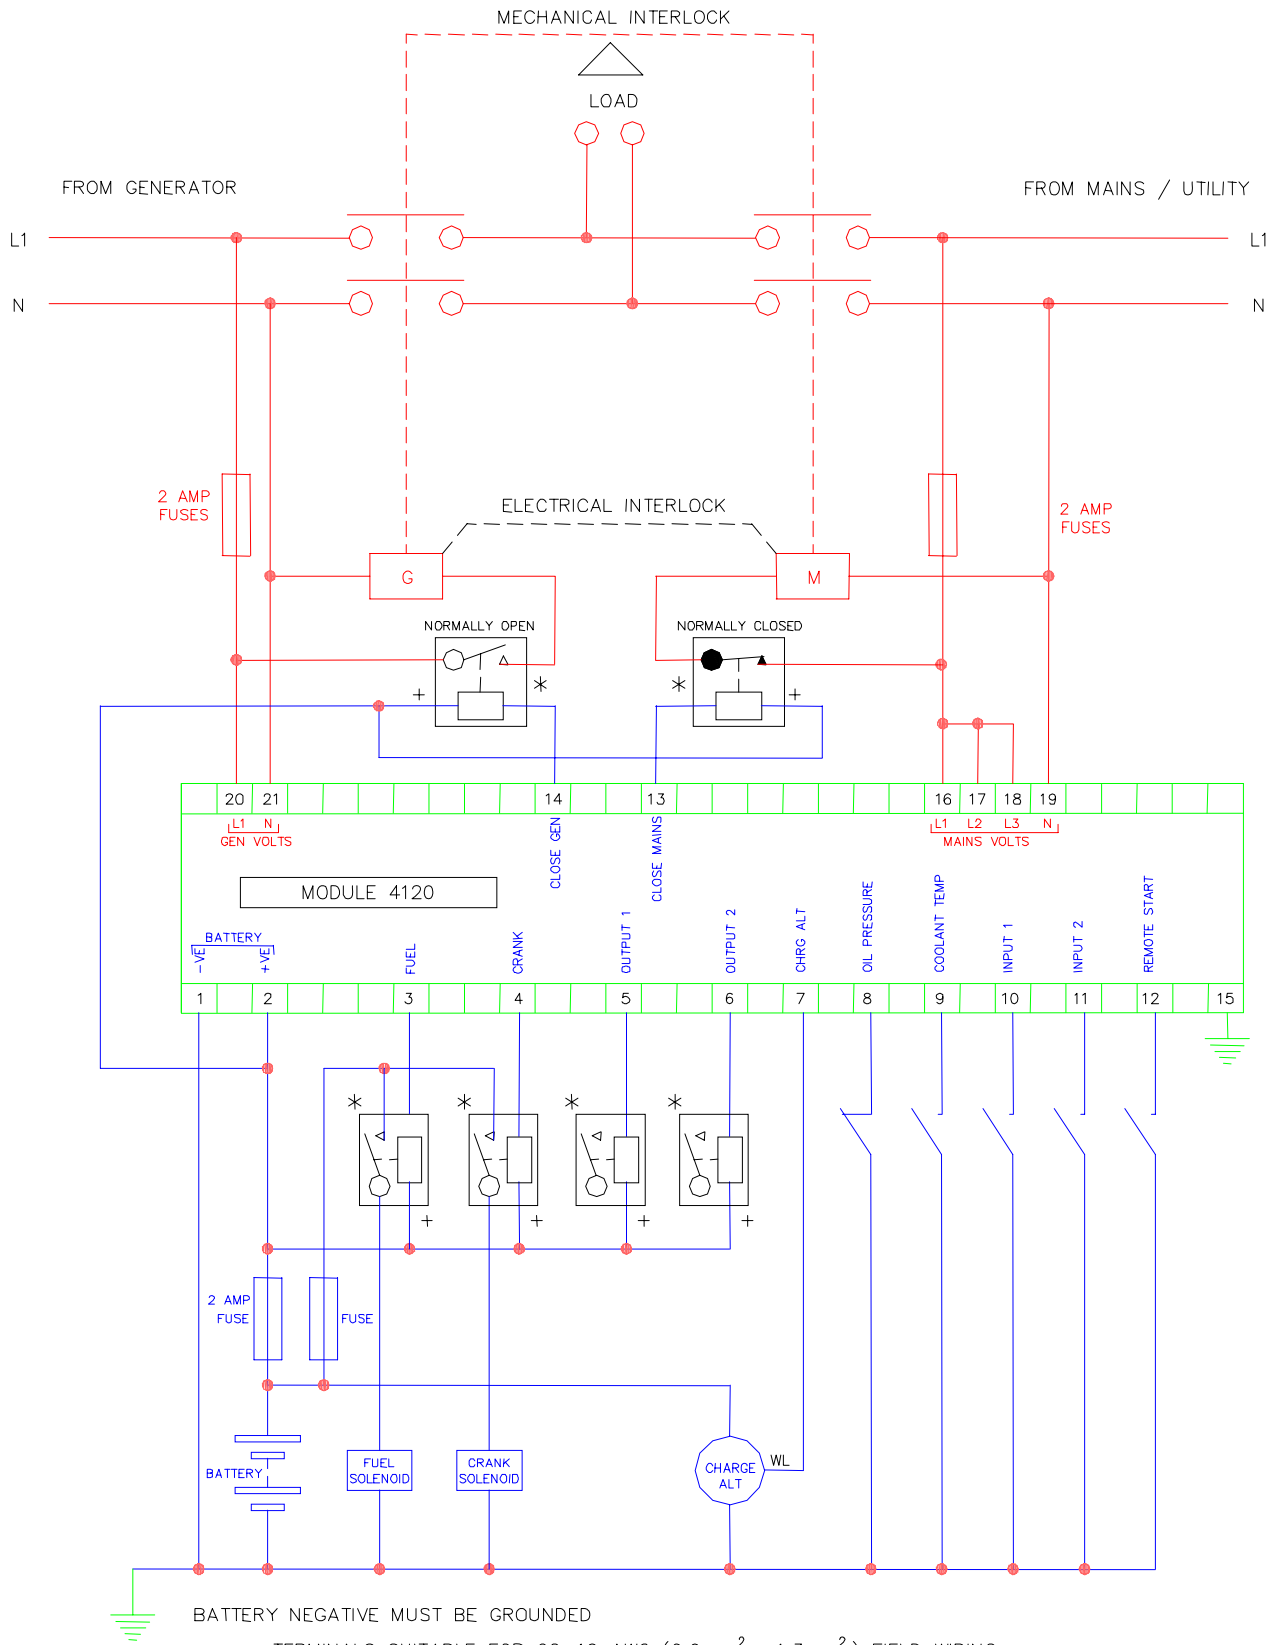 MECHANICAL INTERLOCK
LOAD
FROM GENERATOR
FROM MAINS / UTILITY
L1
L1
N
N
2 AMP
FUSES
ELECTRICAL INTERLOCK
2 AMP
FUSES
G
M
NORMALLY OPEN
NORMALLY CLOSED
+
*
*
+
20 21 14 13 16 17 18 19
L1 N
GEN VOLTS
CLOSE GEN
CLOSE MAINS
L1 L2 L3 N
MAINS VOLTS
MODULE 4120
BATTERY
-VE
+VE
FUEL
CRANK
OUTPUT 1
OUTPUT 2
CHRG ALT
OIL PRESSURE
COOLANT TEMP
INPUT 1
INPUT 2
REMOTE START
1 2 3 4 5 6 7 8 9 10 11 12 15
* * * *
+ + + +
2 AMP
FUSE
FUSE
BATTERY
FUEL
SOLENOID
CRANK
SOLENOID
CHARGE
ALT
WL
BATTERY NEGATIVE MUST BE GROUNDED